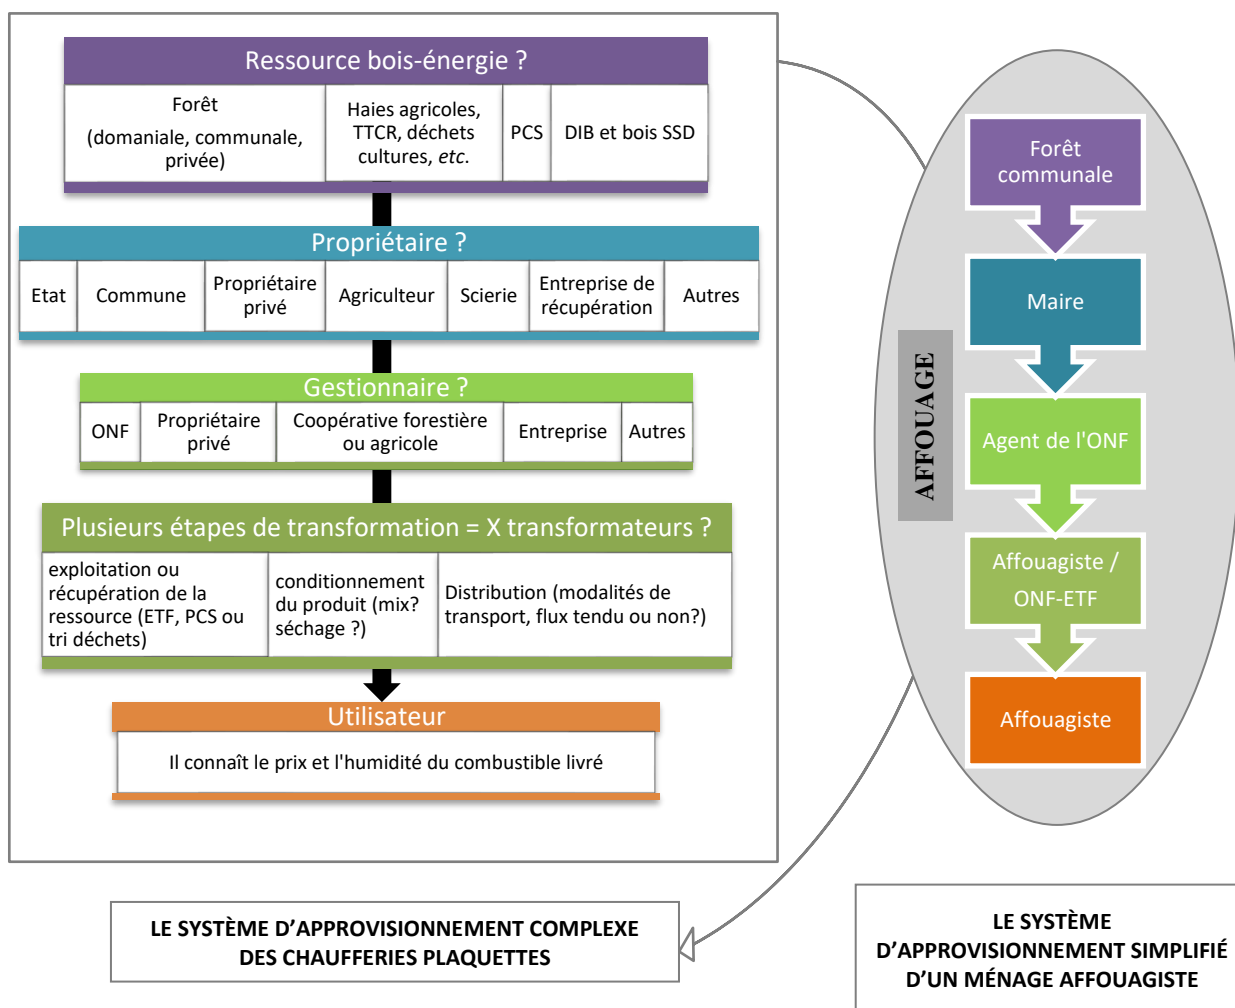 Ressource bois-énergie ?
Forêt
(domaniale, communale,
privée)
Haies agricoles,
TTCR, déchets
cultures, etc.
PCS
DIB et bois SSD
Propriétaire ?
Etat
Commune
Propriétaire
privé
Agriculteur
Scierie
Entreprise de
récupération
Autres
Gestionnaire ?
ONF
Propriétaire
privé
Coopérative forestière
ou agricole
Entreprise
Autres
Plusieurs étapes de transformation = X transformateurs ?
exploitation ou
récupération de la
ressource (ETF, PCS ou
tri déchets)
conditionnement
du produit (mix?
séchage ?)
Distribution (modalités de
transport, flux tendu ou non?)
Utilisateur
Il connaît le prix et l'humidité du combustible livré
LE SYSTÈME D’APPROVISIONNEMENT COMPLEXE
DES CHAUFFERIES PLAQUETTES
AFFOUAGE
Forêt
communale
Maire
Agent de l'ONF
Affouagiste /
ONF-ETF
Affouagiste
LE SYSTÈME
D’APPROVISIONNEMENT SIMPLIFIÉ
D’UN MÉNAGE AFFOUAGISTE